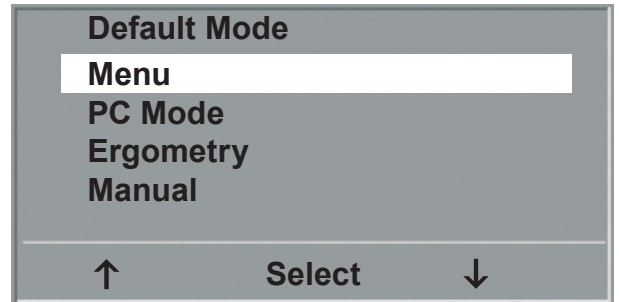 Default Mode
Menu
PC Mode
Ergometry
Manual
↑ Select ↓